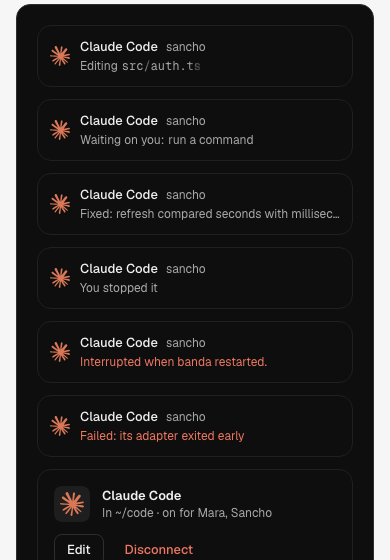 Claude Code sancho
Editing src/auth.ts
Claude Code sancho
Waiting on you: run a command
Claude Code sancho
Fixed: refresh compared seconds with millisec...
Claude Code sancho
You stopped it
Claude Code sancho
Interrupted when banda restarted.
Claude Code sancho
Failed: its adapter exited early
Claude Code
In ~/code · on for Mara, Sancho
Edit Disconnect